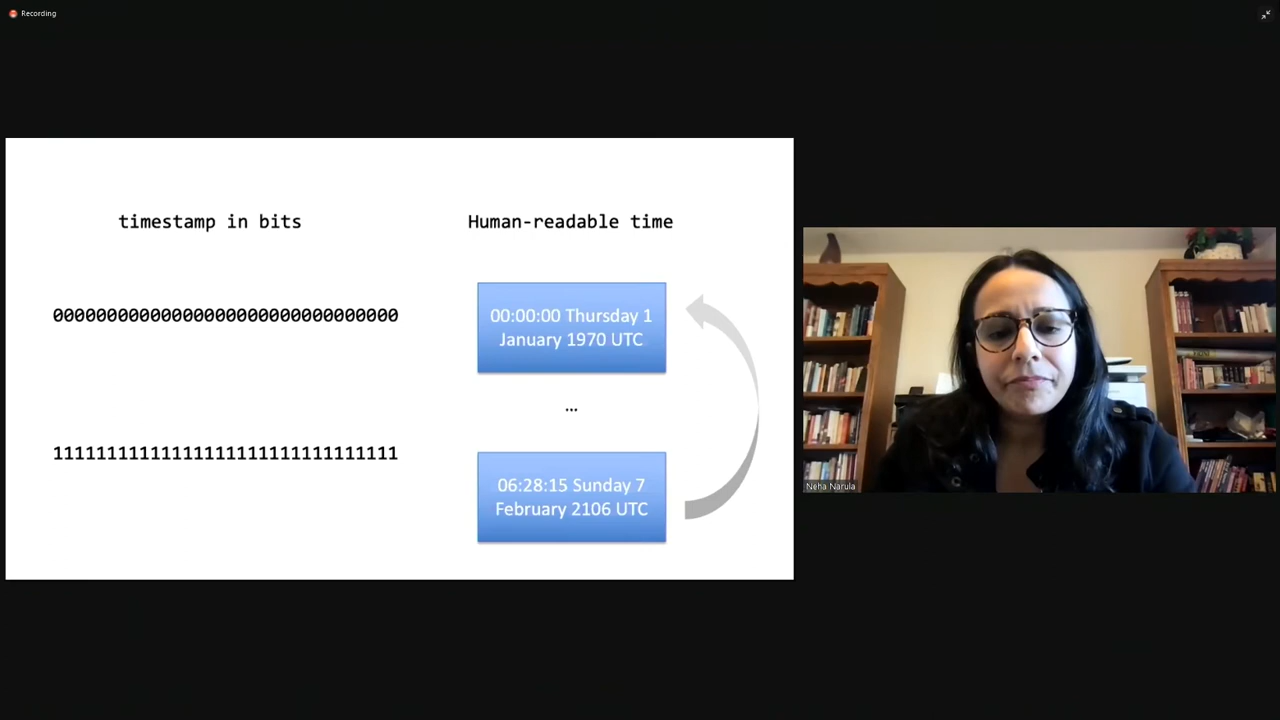 Recording
timestamp in bits
Human-readable time
00000000000000000000000000000000
00:00:00 Thursday 1
January 1970 UTC
...
11111111111111111111111111111111
06:28:15 Sunday 7
February 2106 UTC
Neha Narula